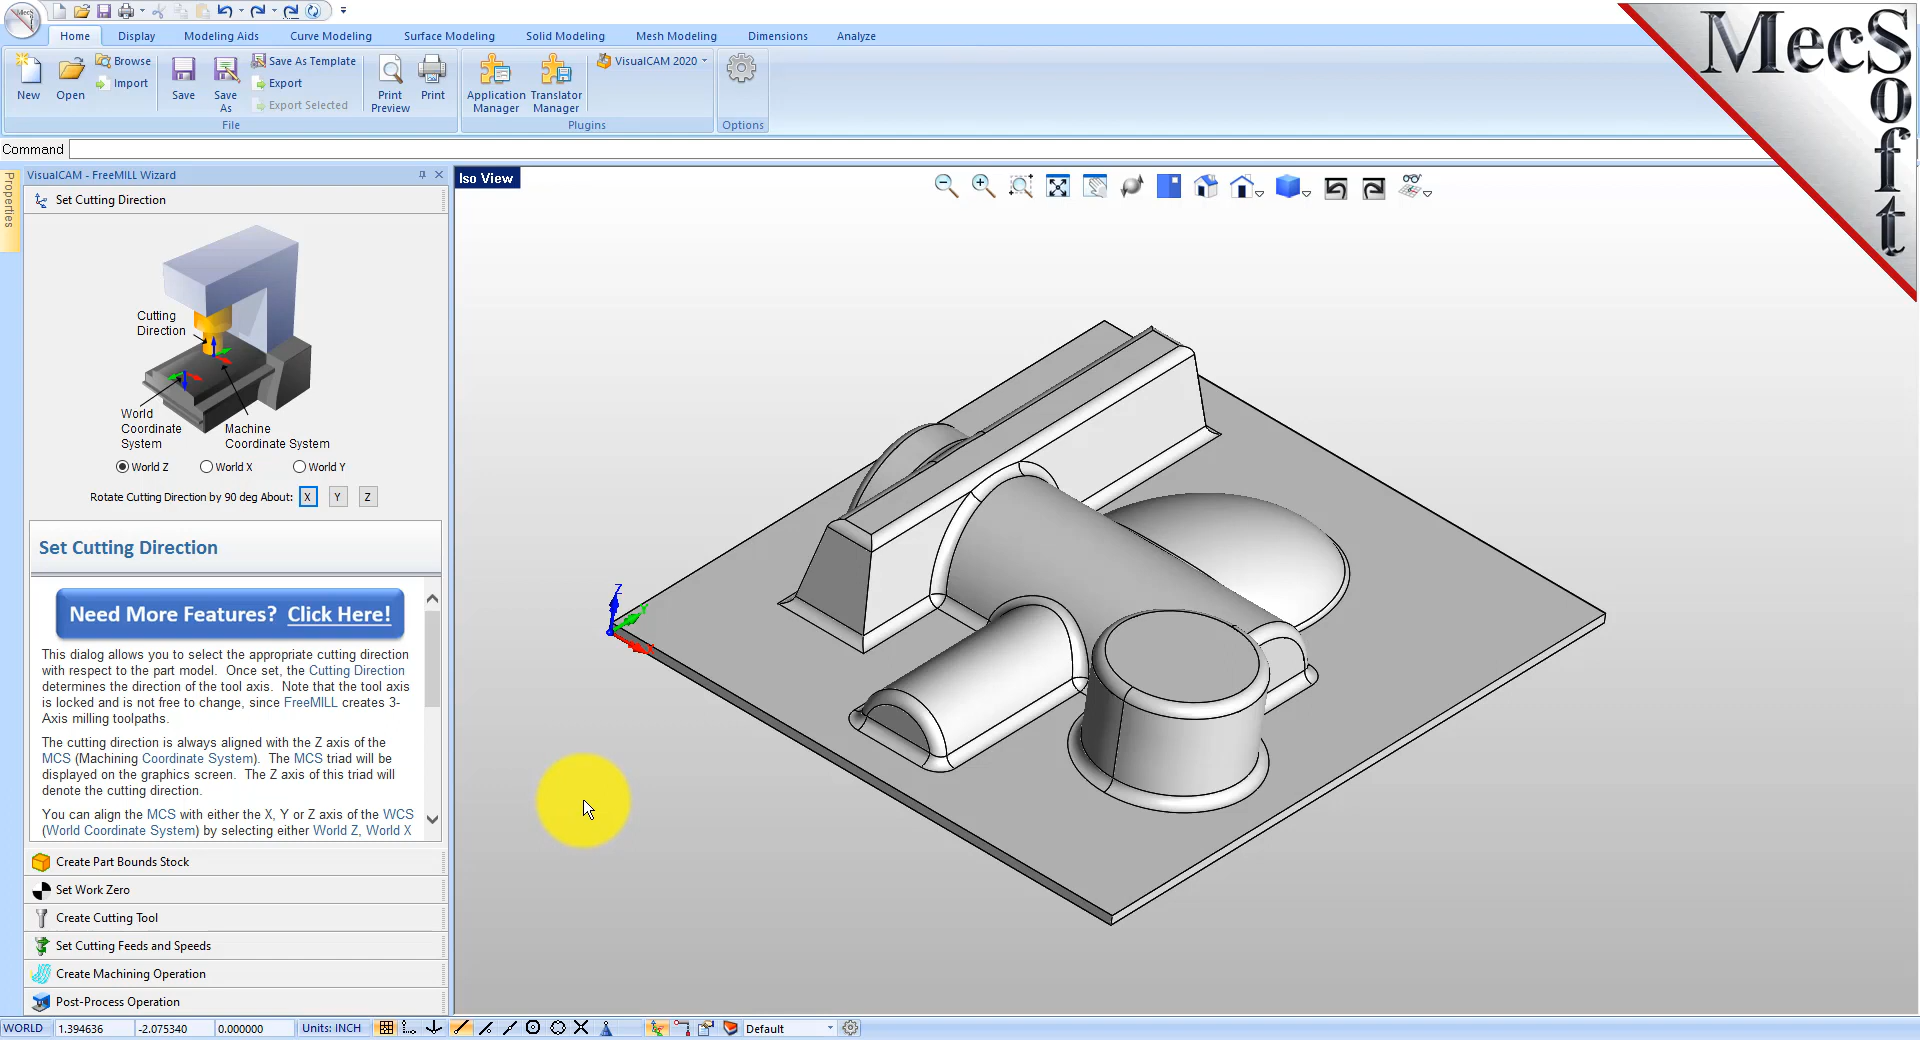 MecSoft
Home Display Modeling Aids Curve Modeling Surface Modeling Solid Modeling Mesh Modeling Dimensions Analyze
New
Open
Browse
Import
Save
Save As
Save As Template
Export
Export Selected
Print Preview
Print
Application Manager
Translator Manager
VisualCAM 2020
File
Plugins
Options
Command
Properties
VisualCAM - FreeMILL Wizard
Set Cutting Direction
Cutting
Direction
World
Coordinate
System
Machine
Coordinate System
World Z World X World Y
Rotate Cutting Direction by 90 deg About: X Y Z
Set Cutting Direction
Need More Features? Click Here!
This dialog allows you to select the appropriate cutting direction
with respect to the part model. Once set, the Cutting Direction
determines the direction of the tool axis. Note that the tool axis
is locked and is not free to change, since FreeMILL creates 3-
Axis milling toolpaths.
The cutting direction is always aligned with the Z axis of the
MCS (Machining Coordinate System). The MCS triad will be
displayed on the graphics screen. The Z axis of this triad will
denote the cutting direction.
You can align the MCS with either the X, Y or Z axis of the WCS
(World Coordinate System) by selecting either World Z, World X
Create Part Bounds Stock
Set Work Zero
Create Cutting Tool
Set Cutting Feeds and Speeds
Create Machining Operation
Post-Process Operation
Iso View
Z
Y
X
WORLD 1.394636 -2.075340 0.000000 Units: INCH Default